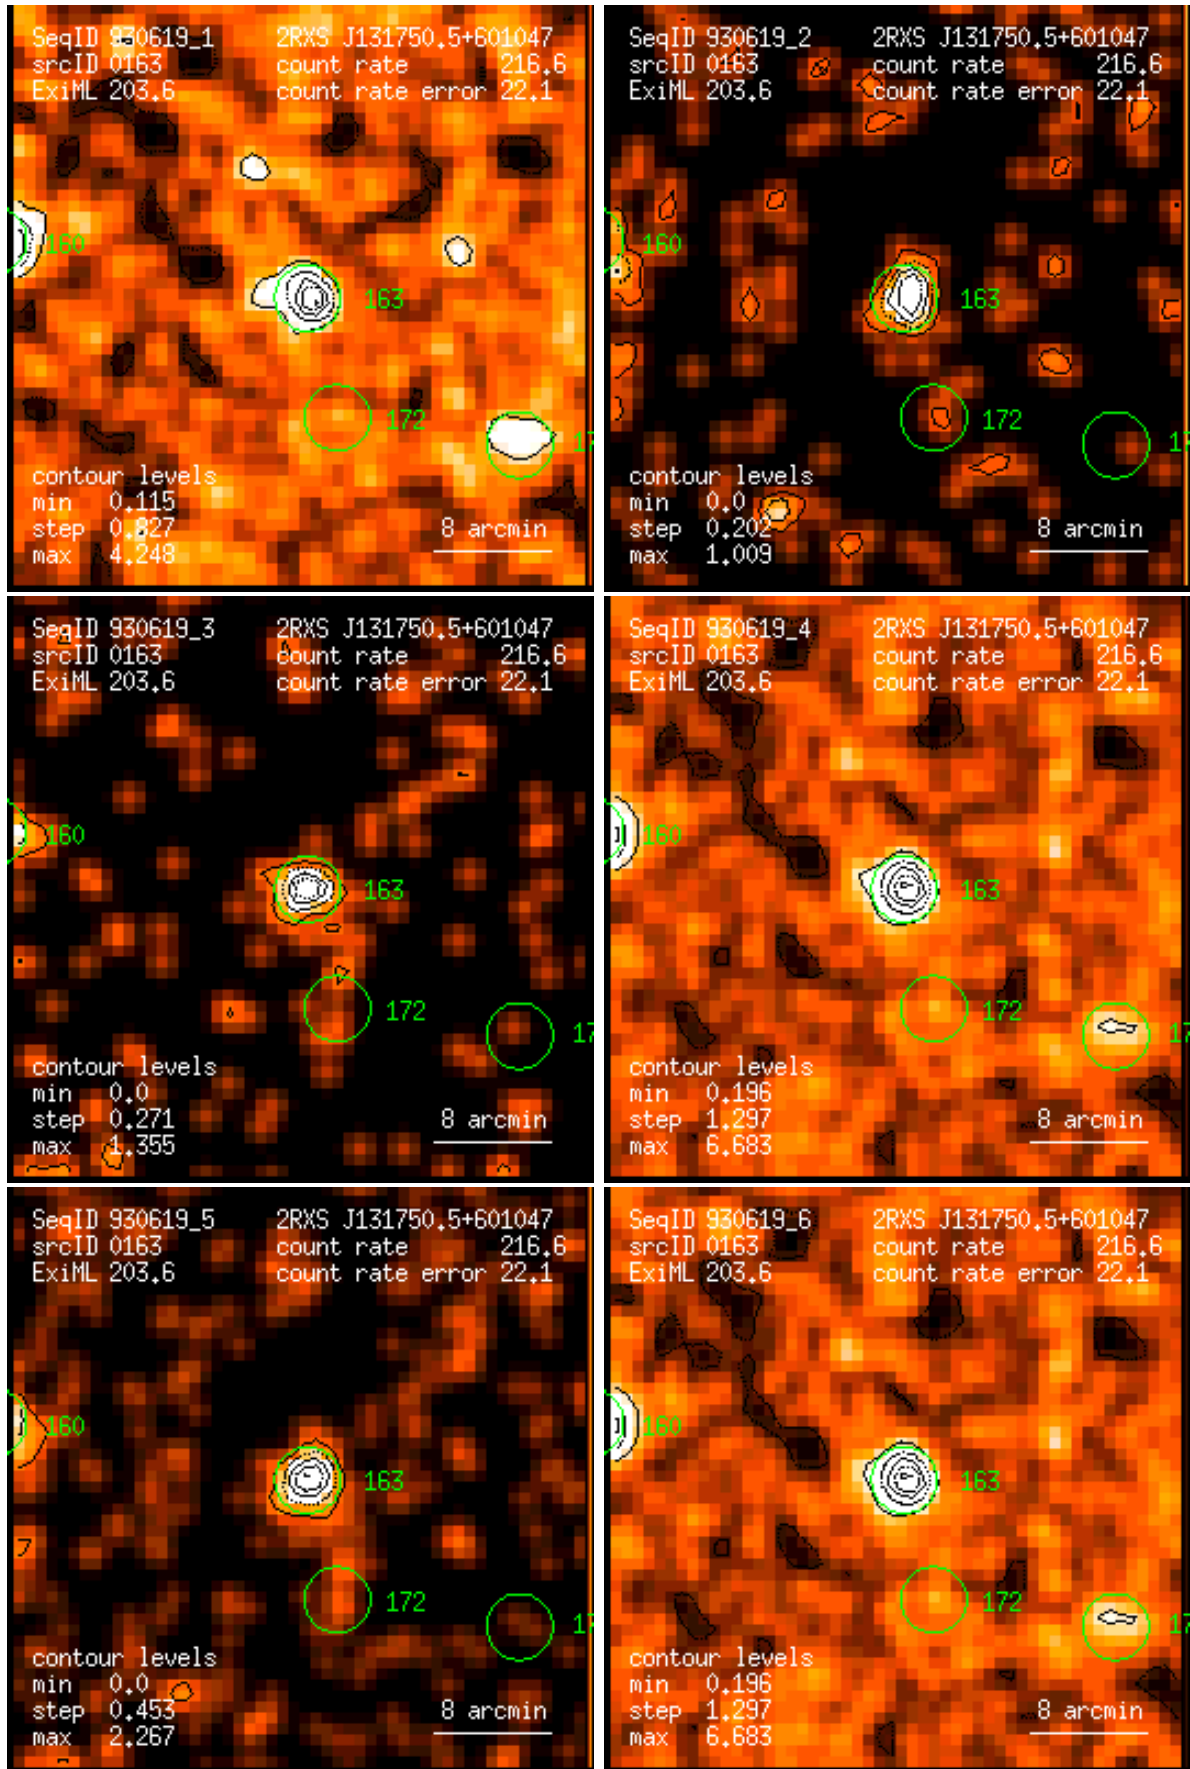 SeqID 930619_1 2RXS J131750.5+601047
srcID 0163 count rate 216.6
ExiML 203.6 count rate error 22.1
160
163
172
17
contour levels
min 0.115
step 0.827 8 arcmin
max 4.248
SeqID 930619_2 2RXS J131750.5+601047
srcID 0163 count rate 216.6
ExiML 203.6 count rate error 22.1
160
163
172
17
contour levels
min 0.0
step 0.202 8 arcmin
max 1.009
SeqID 930619_3 2RXS J131750.5+601047
srcID 0163 count rate 216.6
ExiML 203.6 count rate error 22.1
160
163
172
17
contour levels
min 0.0
step 0.271 8 arcmin
max 1.355
SeqID 930619_4 2RXS J131750.5+601047
srcID 0163 count rate 216.6
ExiML 203.6 count rate error 22.1
160
163
172
17
contour levels
min 0.196
step 1.297 8 arcmin
max 6.683
SeqID 930619_5 2RXS J131750.5+601047
srcID 0163 count rate 216.6
ExiML 203.6 count rate error 22.1
160
163
172
17
contour levels
min 0.0
step 0.453 8 arcmin
max 2.267
SeqID 930619_6 2RXS J131750.5+601047
srcID 0163 count rate 216.6
ExiML 203.6 count rate error 22.1
160
163
172
17
contour levels
min 0.196
step 1.297 8 arcmin
max 6.683